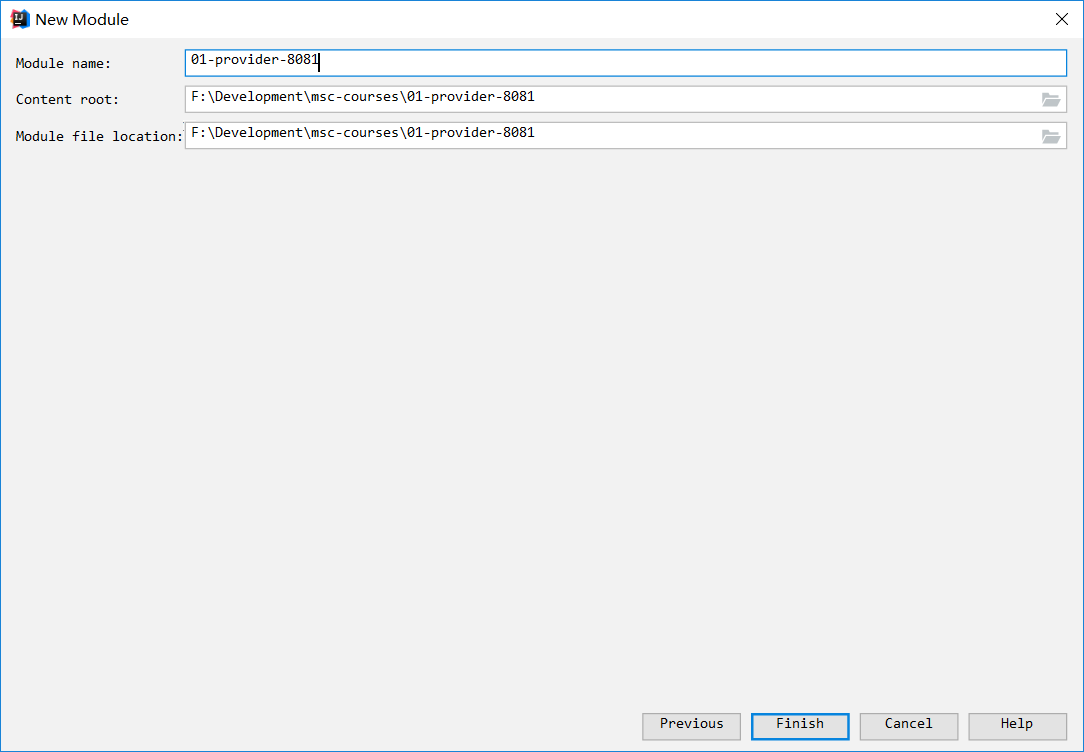 New Module
Module name: 01-provider-8081
Content root: F:\Development\msc-courses\01-provider-8081
Module file location: F:\Development\msc-courses\01-provider-8081
Previous Finish Cancel Help